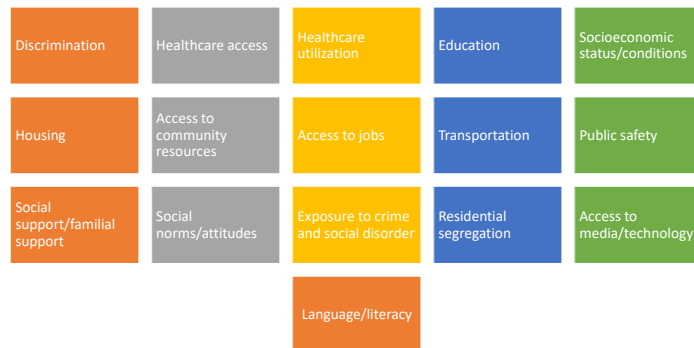 Discrimination
Healthcare access
Healthcare
utilization
Education
Socioeconomic
status/conditions
Housing
Access to
community
resources
Access to jobs
Transportation
Public safety
Social
support/familial
support
Social
norms/attitudes
Exposure to crime
and social disorder
Residential
segregation
Access to
media/technology
Language/literacy